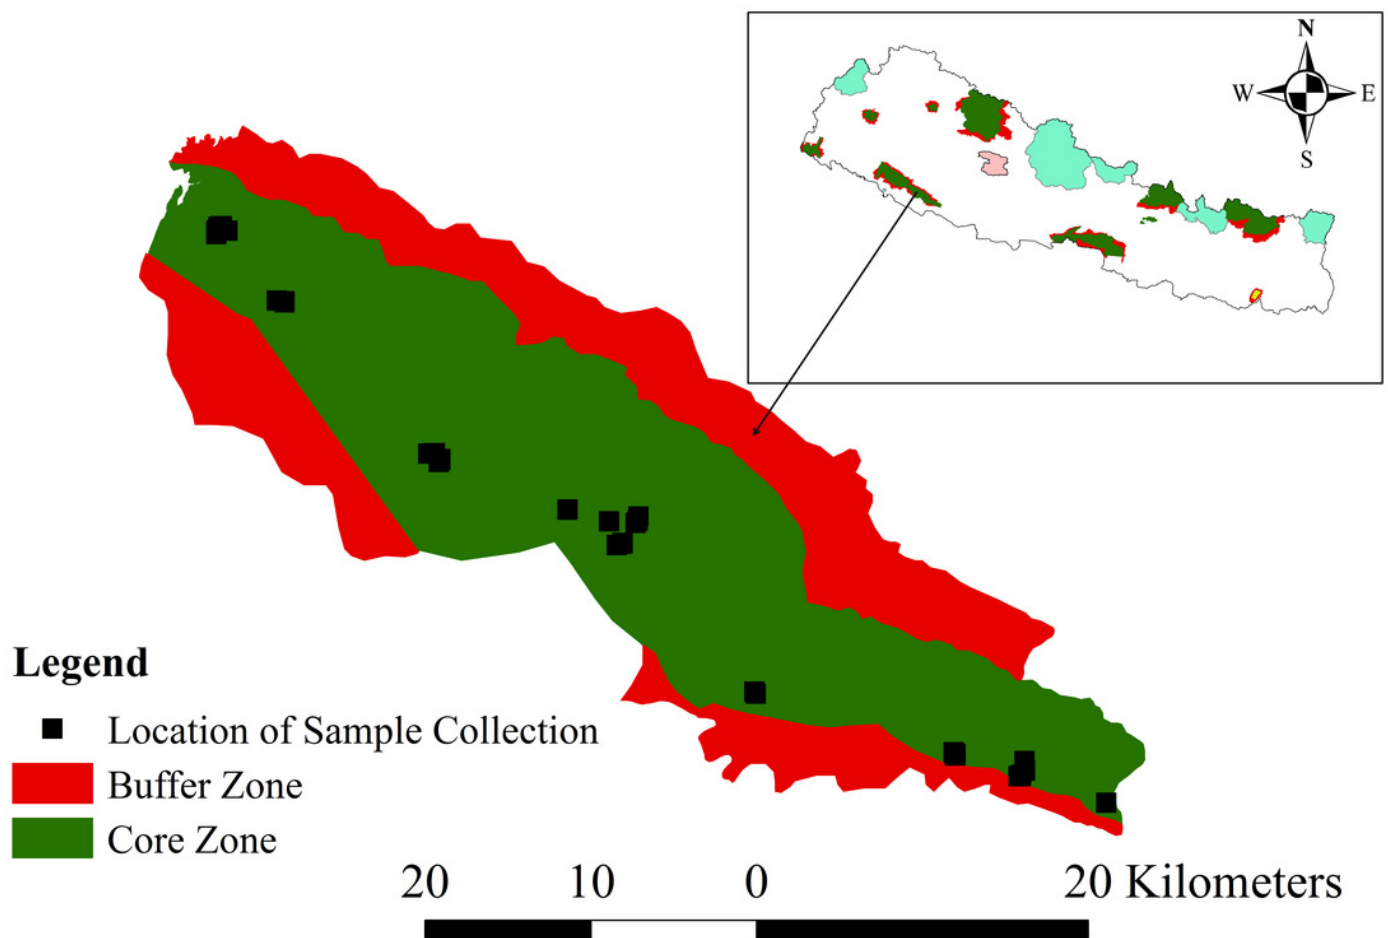 N
W E
S
Legend
Location of Sample Collection
Buffer Zone
Core Zone
20 10 0 20 Kilometers